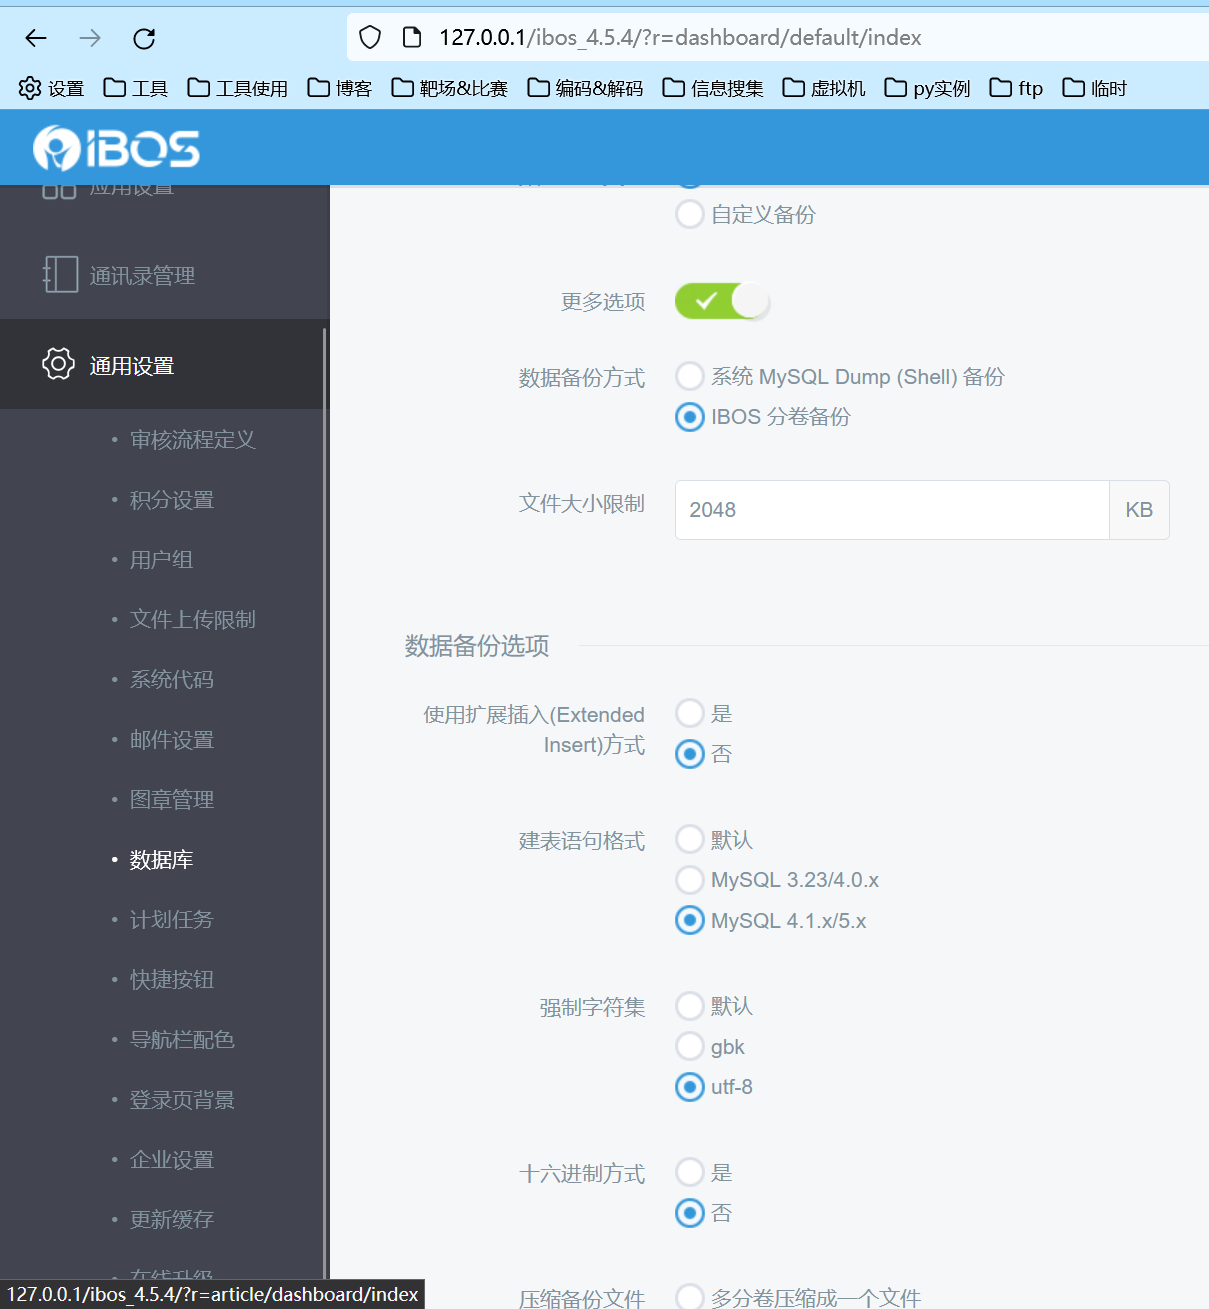 127.0.0.1/ibos_4.5.4/?r=dashboard/default/index
设置 工具 工具使用 博客 靶场&比赛 编码&解码 信息搜集 虚拟机 py实例 ftp 临时
IBOS
应用设置
通讯录管理
通用设置
审核流程定义
积分设置
用户组
文件上传限制
系统代码
邮件设置
图章管理
数据库
计划任务
快捷按钮
导航栏配色
登录页背景
企业设置
更新缓存
在线升级
自定义备份
更多选项
数据备份方式
系统 MySQL Dump (Shell) 备份
IBOS 分卷备份
文件大小限制
2048 KB
数据备份选项
使用扩展插入(Extended
Insert)方式
是
否
建表语句格式
默认
MySQL 3.23/4.0.x
MySQL 4.1.x/5.x
强制字符集
默认
gbk
utf-8
十六进制方式
是
否
压缩备份文件
多分卷压缩成一个文件
127.0.0.1/ibos_4.5.4/?r=article/dashboard/index